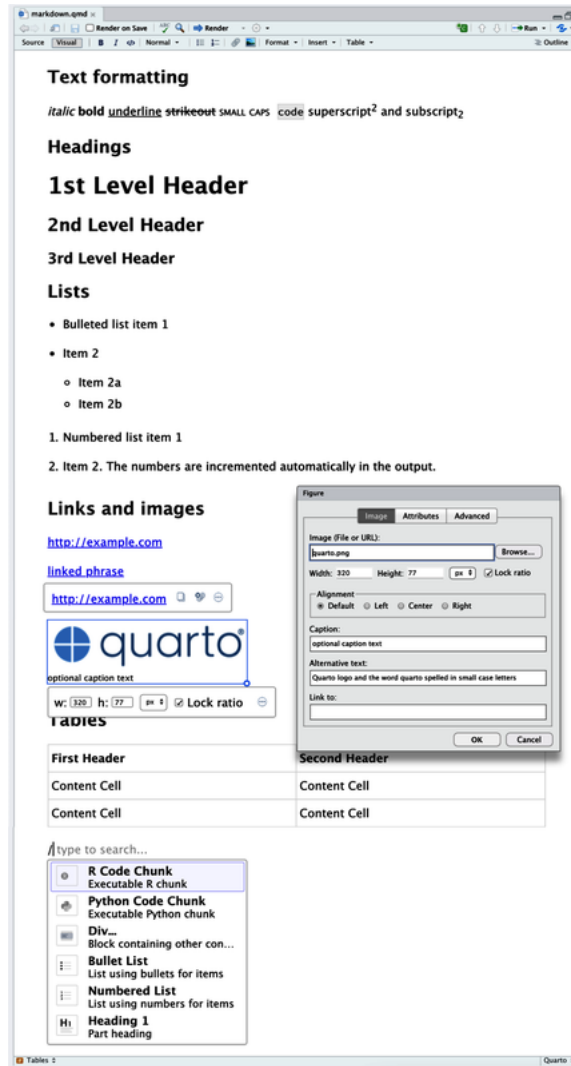 markdown.qmd
Render on Save Render Run
Source Visual B I </> Normal Format Insert Table Outline
Text formatting
italic bold underline strikeout SMALL CAPS code superscript2 and subscript2
Headings
1st Level Header
2nd Level Header
3rd Level Header
Lists
• Bulleted list item 1
• Item 2
Item 2a
Item 2b
1. Numbered list item 1
2. Item 2. The numbers are incremented automatically in the output.
Links and images
http://example.com
linked phrase
http://example.com
quarto
optional caption text
w: 320 h: 77 px Lock ratio
Figure
Image Attributes Advanced
Image (File or URL):
quarto.png Browse...
Width: 320 Height: 77 px Lock ratio
Alignment
Default Left Center Right
Caption:
optional caption text
Alternative text:
Quarto logo and the word quarto spelled in small case letters
Link to:
OK Cancel
Tables
First Header Second Header
Content Cell Content Cell
Content Cell Content Cell
/type to search...
R Code Chunk
Executable R chunk
Python Code Chunk
Executable Python chunk
Div...
Block containing other con...
Bullet List
List using bullets for items
Numbered List
List using numbers for items
H1 Heading 1
Part heading
Tables Quarto